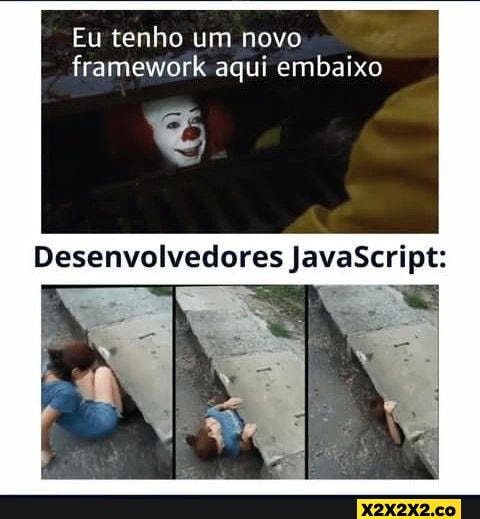 Eu tenho um novo
framework aqui embaixo
Desenvolvedores JavaScript:
X2X2X2.co